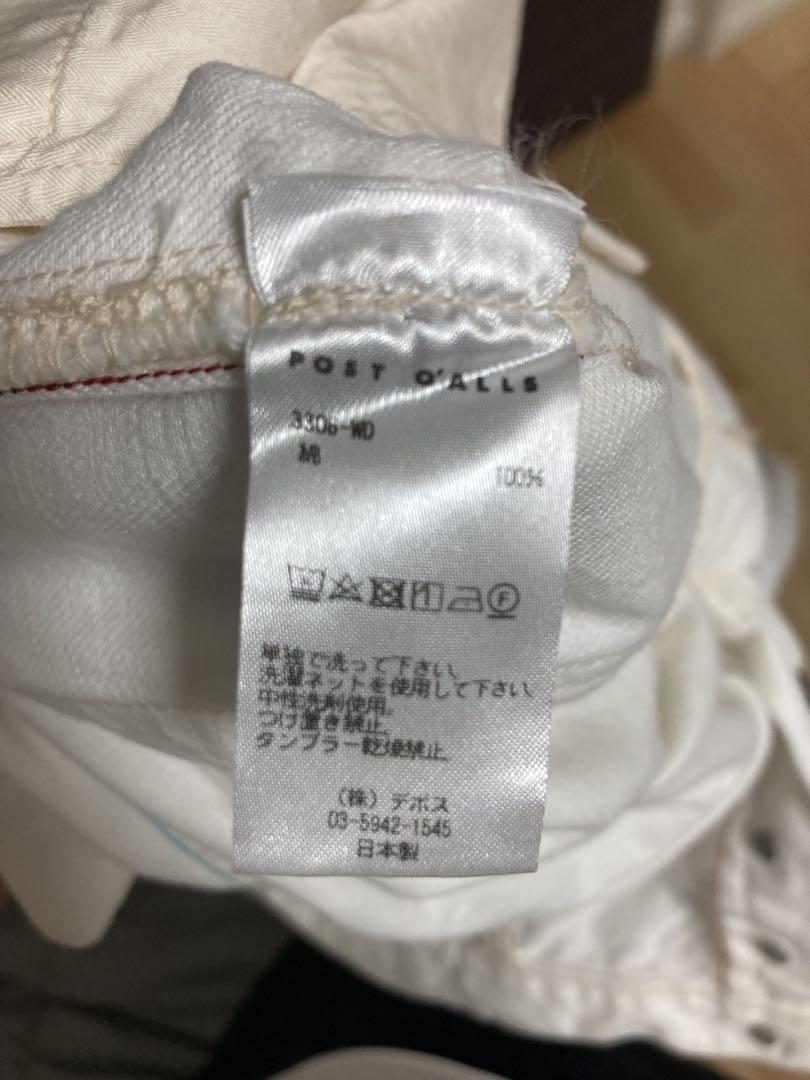 POST O'ALLS
3306-WD
100%
単独で洗って下さい。
洗濯ネットを使用して下さい。
中性洗剤使用。
つけ置き禁止。
タンブラー乾燥禁止。
（株）デポス
03-5942-1545
日本製